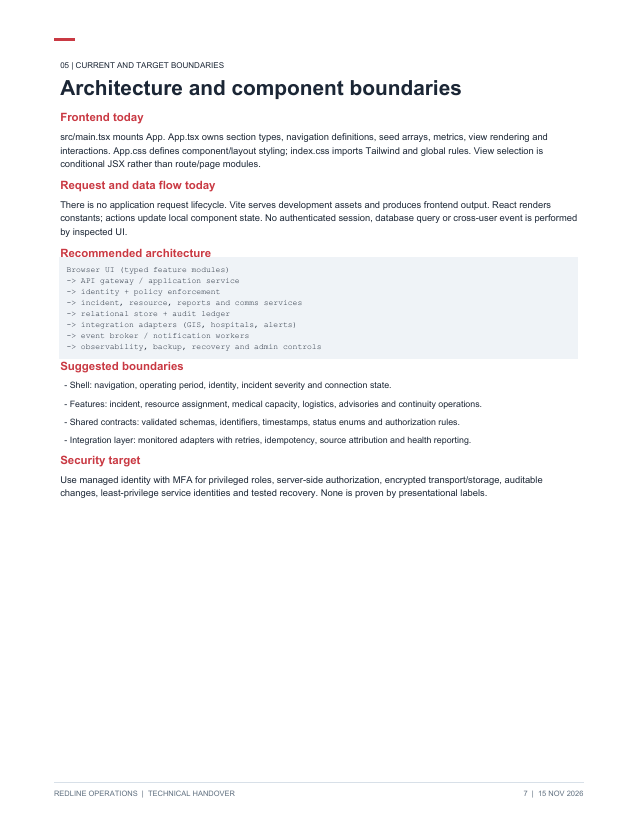 05 | CURRENT AND TARGET BOUNDARIES
Architecture and component boundaries
Frontend today
src/main.tsx mounts App. App.tsx owns section types, navigation definitions, seed arrays, metrics, view rendering and
interactions. App.css defines component/layout styling; index.css imports Tailwind and global rules. View selection is
conditional JSX rather than route/page modules.
Request and data flow today
There is no application request lifecycle. Vite serves development assets and produces frontend output. React renders
constants; actions update local component state. No authenticated session, database query or cross-user event is performed
by inspected UI.
Recommended architecture
Browser UI (typed feature modules)
-> API gateway / application service
-> identity + policy enforcement
-> incident, resource, reports and comms services
-> relational store + audit ledger
-> integration adapters (GIS, hospitals, alerts)
-> event broker / notification workers
-> observability, backup, recovery and admin controls
Suggested boundaries
- Shell: navigation, operating period, identity, incident severity and connection state.
- Features: incident, resource assignment, medical capacity, logistics, advisories and continuity operations.
- Shared contracts: validated schemas, identifiers, timestamps, status enums and authorization rules.
- Integration layer: monitored adapters with retries, idempotency, source attribution and health reporting.
Security target
Use managed identity with MFA for privileged roles, server-side authorization, encrypted transport/storage, auditable
changes, least-privilege service identities and tested recovery. None is proven by presentational labels.
REDLINE OPERATIONS | TECHNICAL HANDOVER
7 | 15 NOV 2026